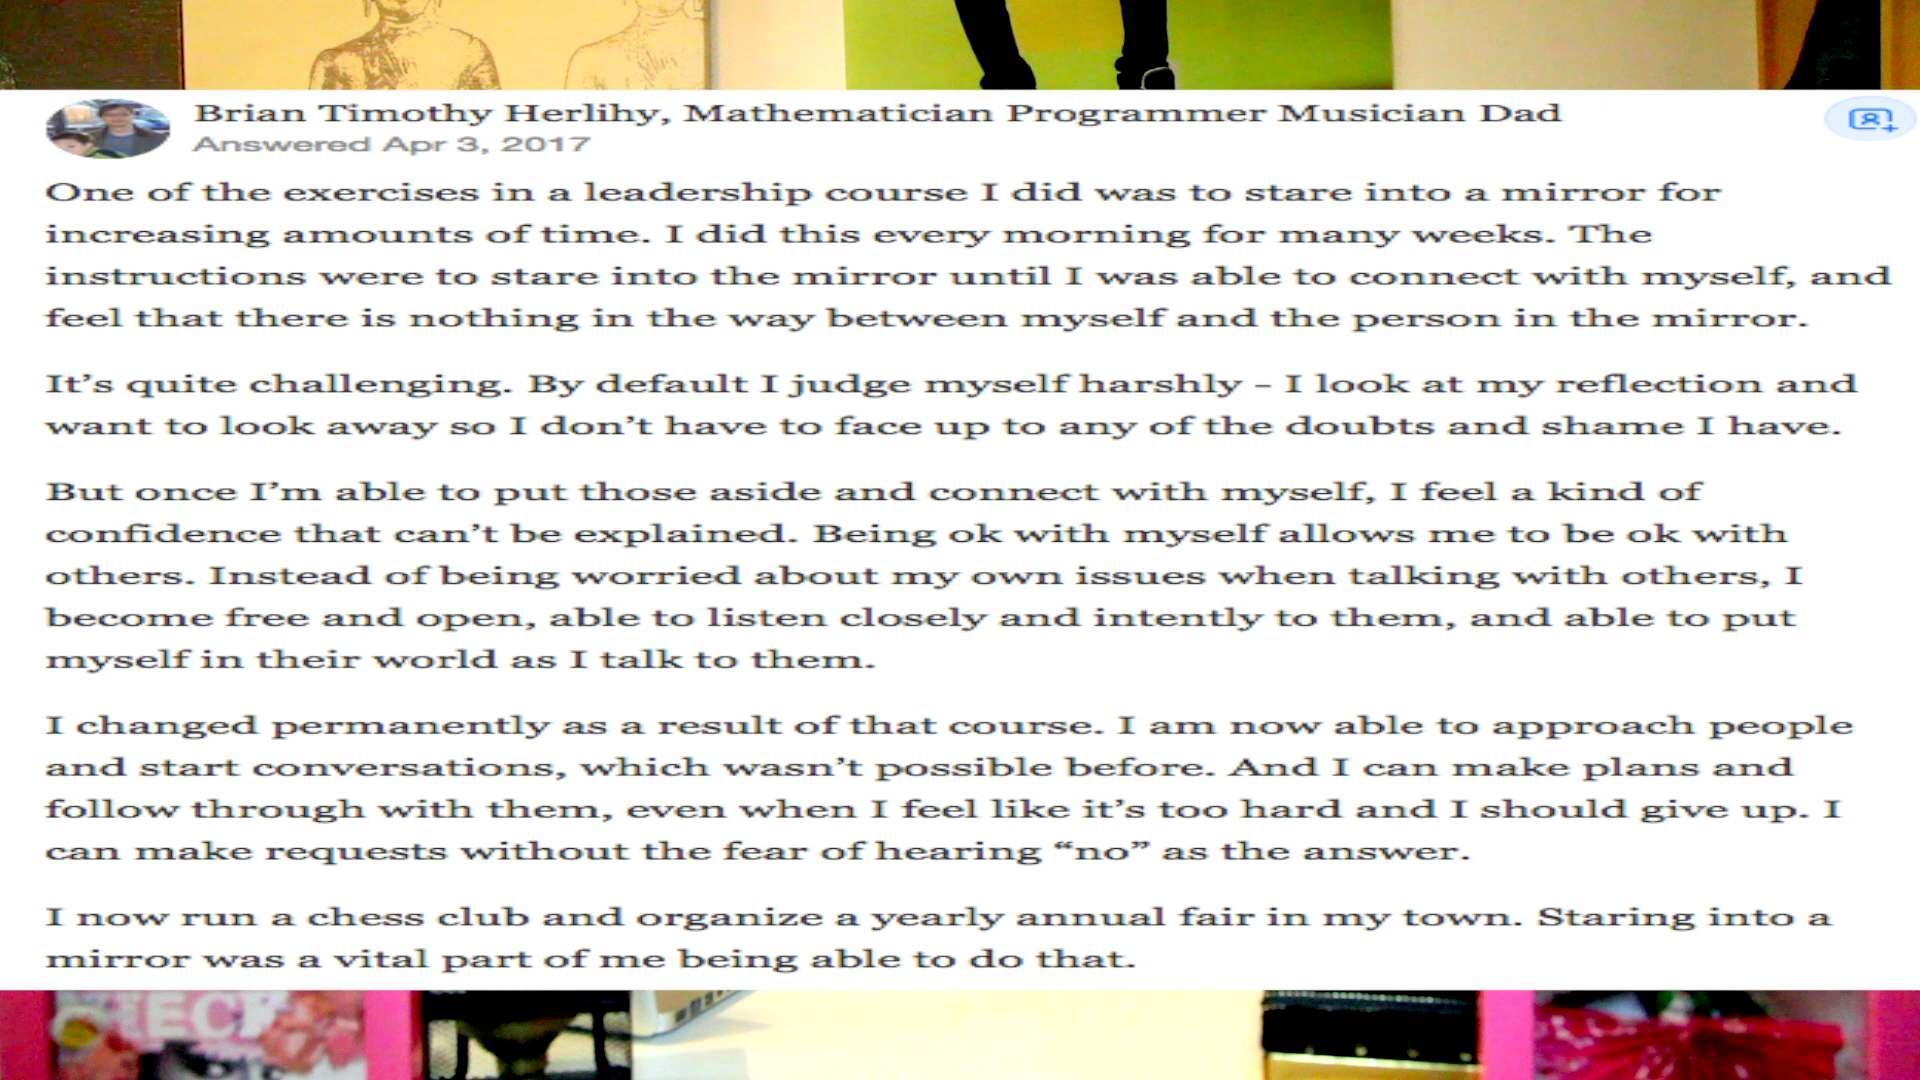 Brian Timothy Herlihy, Mathematician Programmer Musician Dad
Answered Apr 3, 2017
One of the exercises in a leadership course I did was to stare into a mirror for
increasing amounts of time. I did this every morning for many weeks. The
instructions were to stare into the mirror until I was able to connect with myself, and
feel that there is nothing in the way between myself and the person in the mirror.
It’s quite challenging. By default I judge myself harshly – I look at my reflection and
want to look away so I don’t have to face up to any of the doubts and shame I have.
But once I’m able to put those aside and connect with myself, I feel a kind of
confidence that can’t be explained. Being ok with myself allows me to be ok with
others. Instead of being worried about my own issues when talking with others, I
become free and open, able to listen closely and intently to them, and able to put
myself in their world as I talk to them.
I changed permanently as a result of that course. I am now able to approach people
and start conversations, which wasn’t possible before. And I can make plans and
follow through with them, even when I feel like it’s too hard and I should give up. I
can make requests without the fear of hearing “no” as the answer.
I now run a chess club and organize a yearly annual fair in my town. Staring into a
mirror was a vital part of me being able to do that.
CHECK